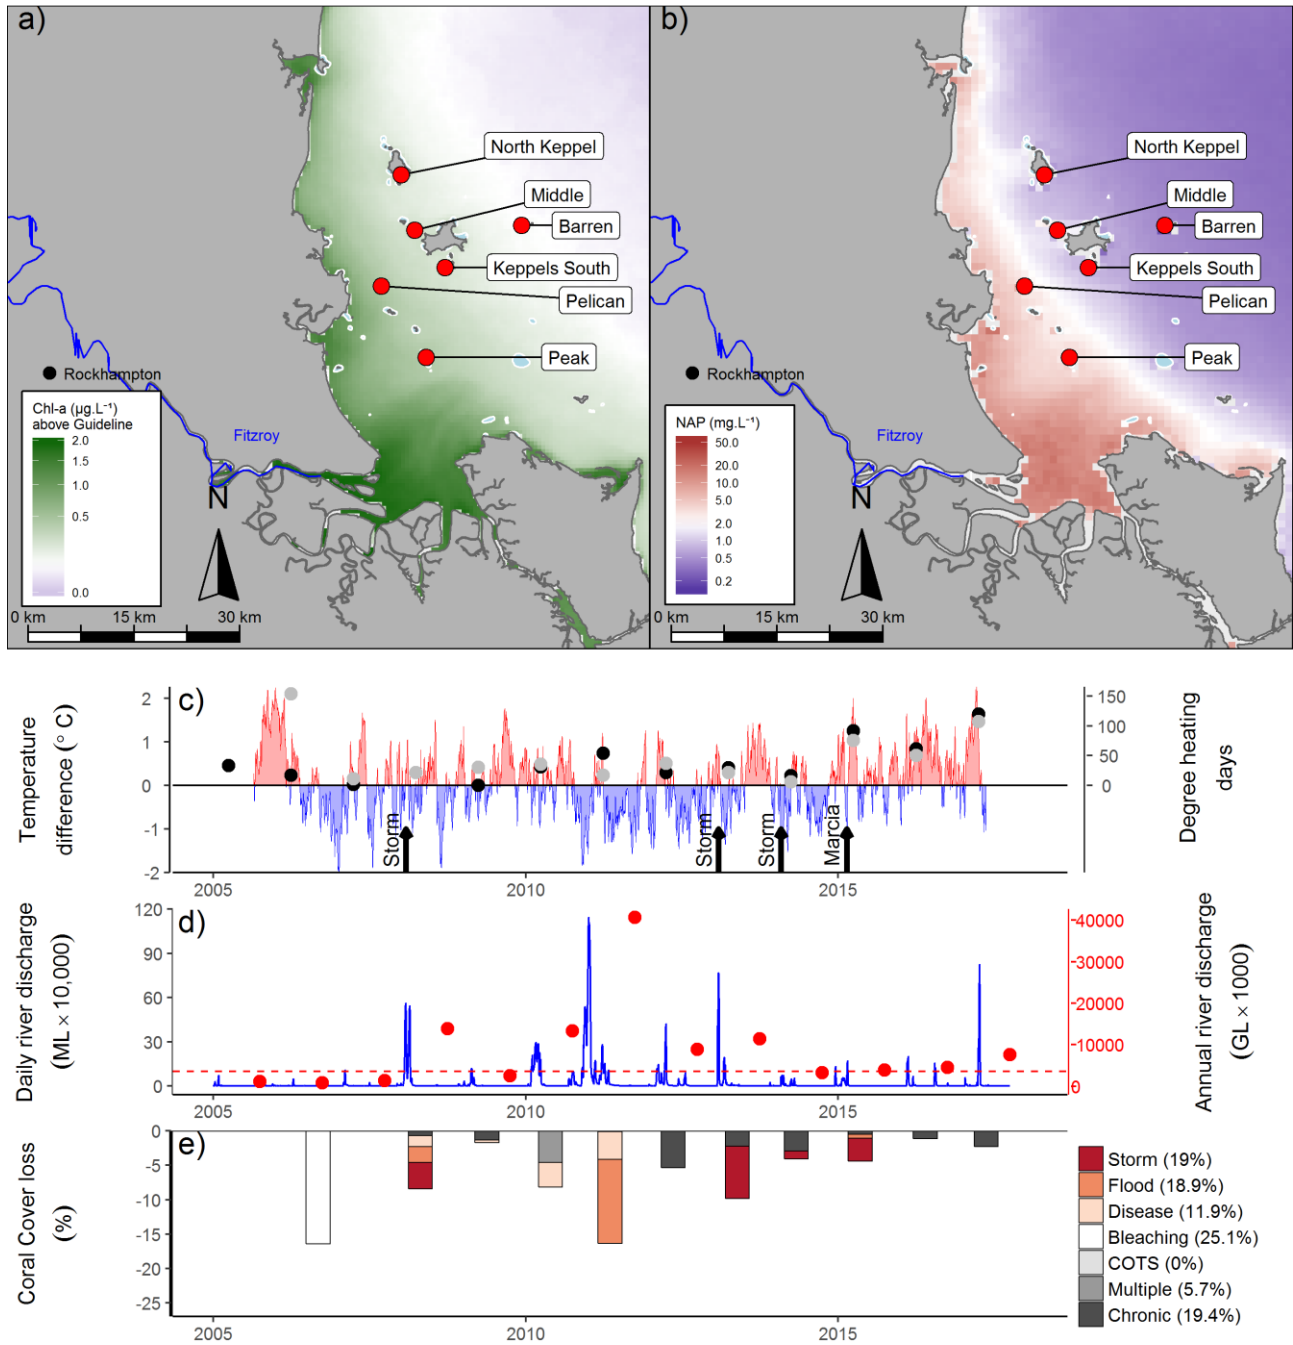 a)
North Keppel
Middle
Barren
Keppels South
Pelican
Peak
Rockhampton
Fitzroy
Chl-a (µg.L⁻¹)
above Guideline
2.0
1.5
1.0
0.5
0.0
N
0 km 15 km 30 km
b)
North Keppel
Middle
Barren
Keppels South
Pelican
Peak
Rockhampton
Fitzroy
NAP (mg.L⁻¹)
50.0
20.0
10.0
5.0
2.0
1.0
0.5
0.2
N
0 km 15 km 30 km
c)
Temperature
difference (° C)
2
1
0
-1
-2
Storm
Storm
Storm
Marcia
150
100
50
0
Degree heating
days
2005 2010 2015
d)
Daily river discharge
(ML × 10,000)
120
90
60
30
0
40000
30000
20000
10000
0
Annual river discharge
(GL × 1000)
2005 2010 2015
e)
Coral Cover loss
(%)
0
-5
-10
-15
-20
-25
2005 2010 2015
Storm (19%)
Flood (18.9%)
Disease (11.9%)
Bleaching (25.1%)
COTS (0%)
Multiple (5.7%)
Chronic (19.4%)